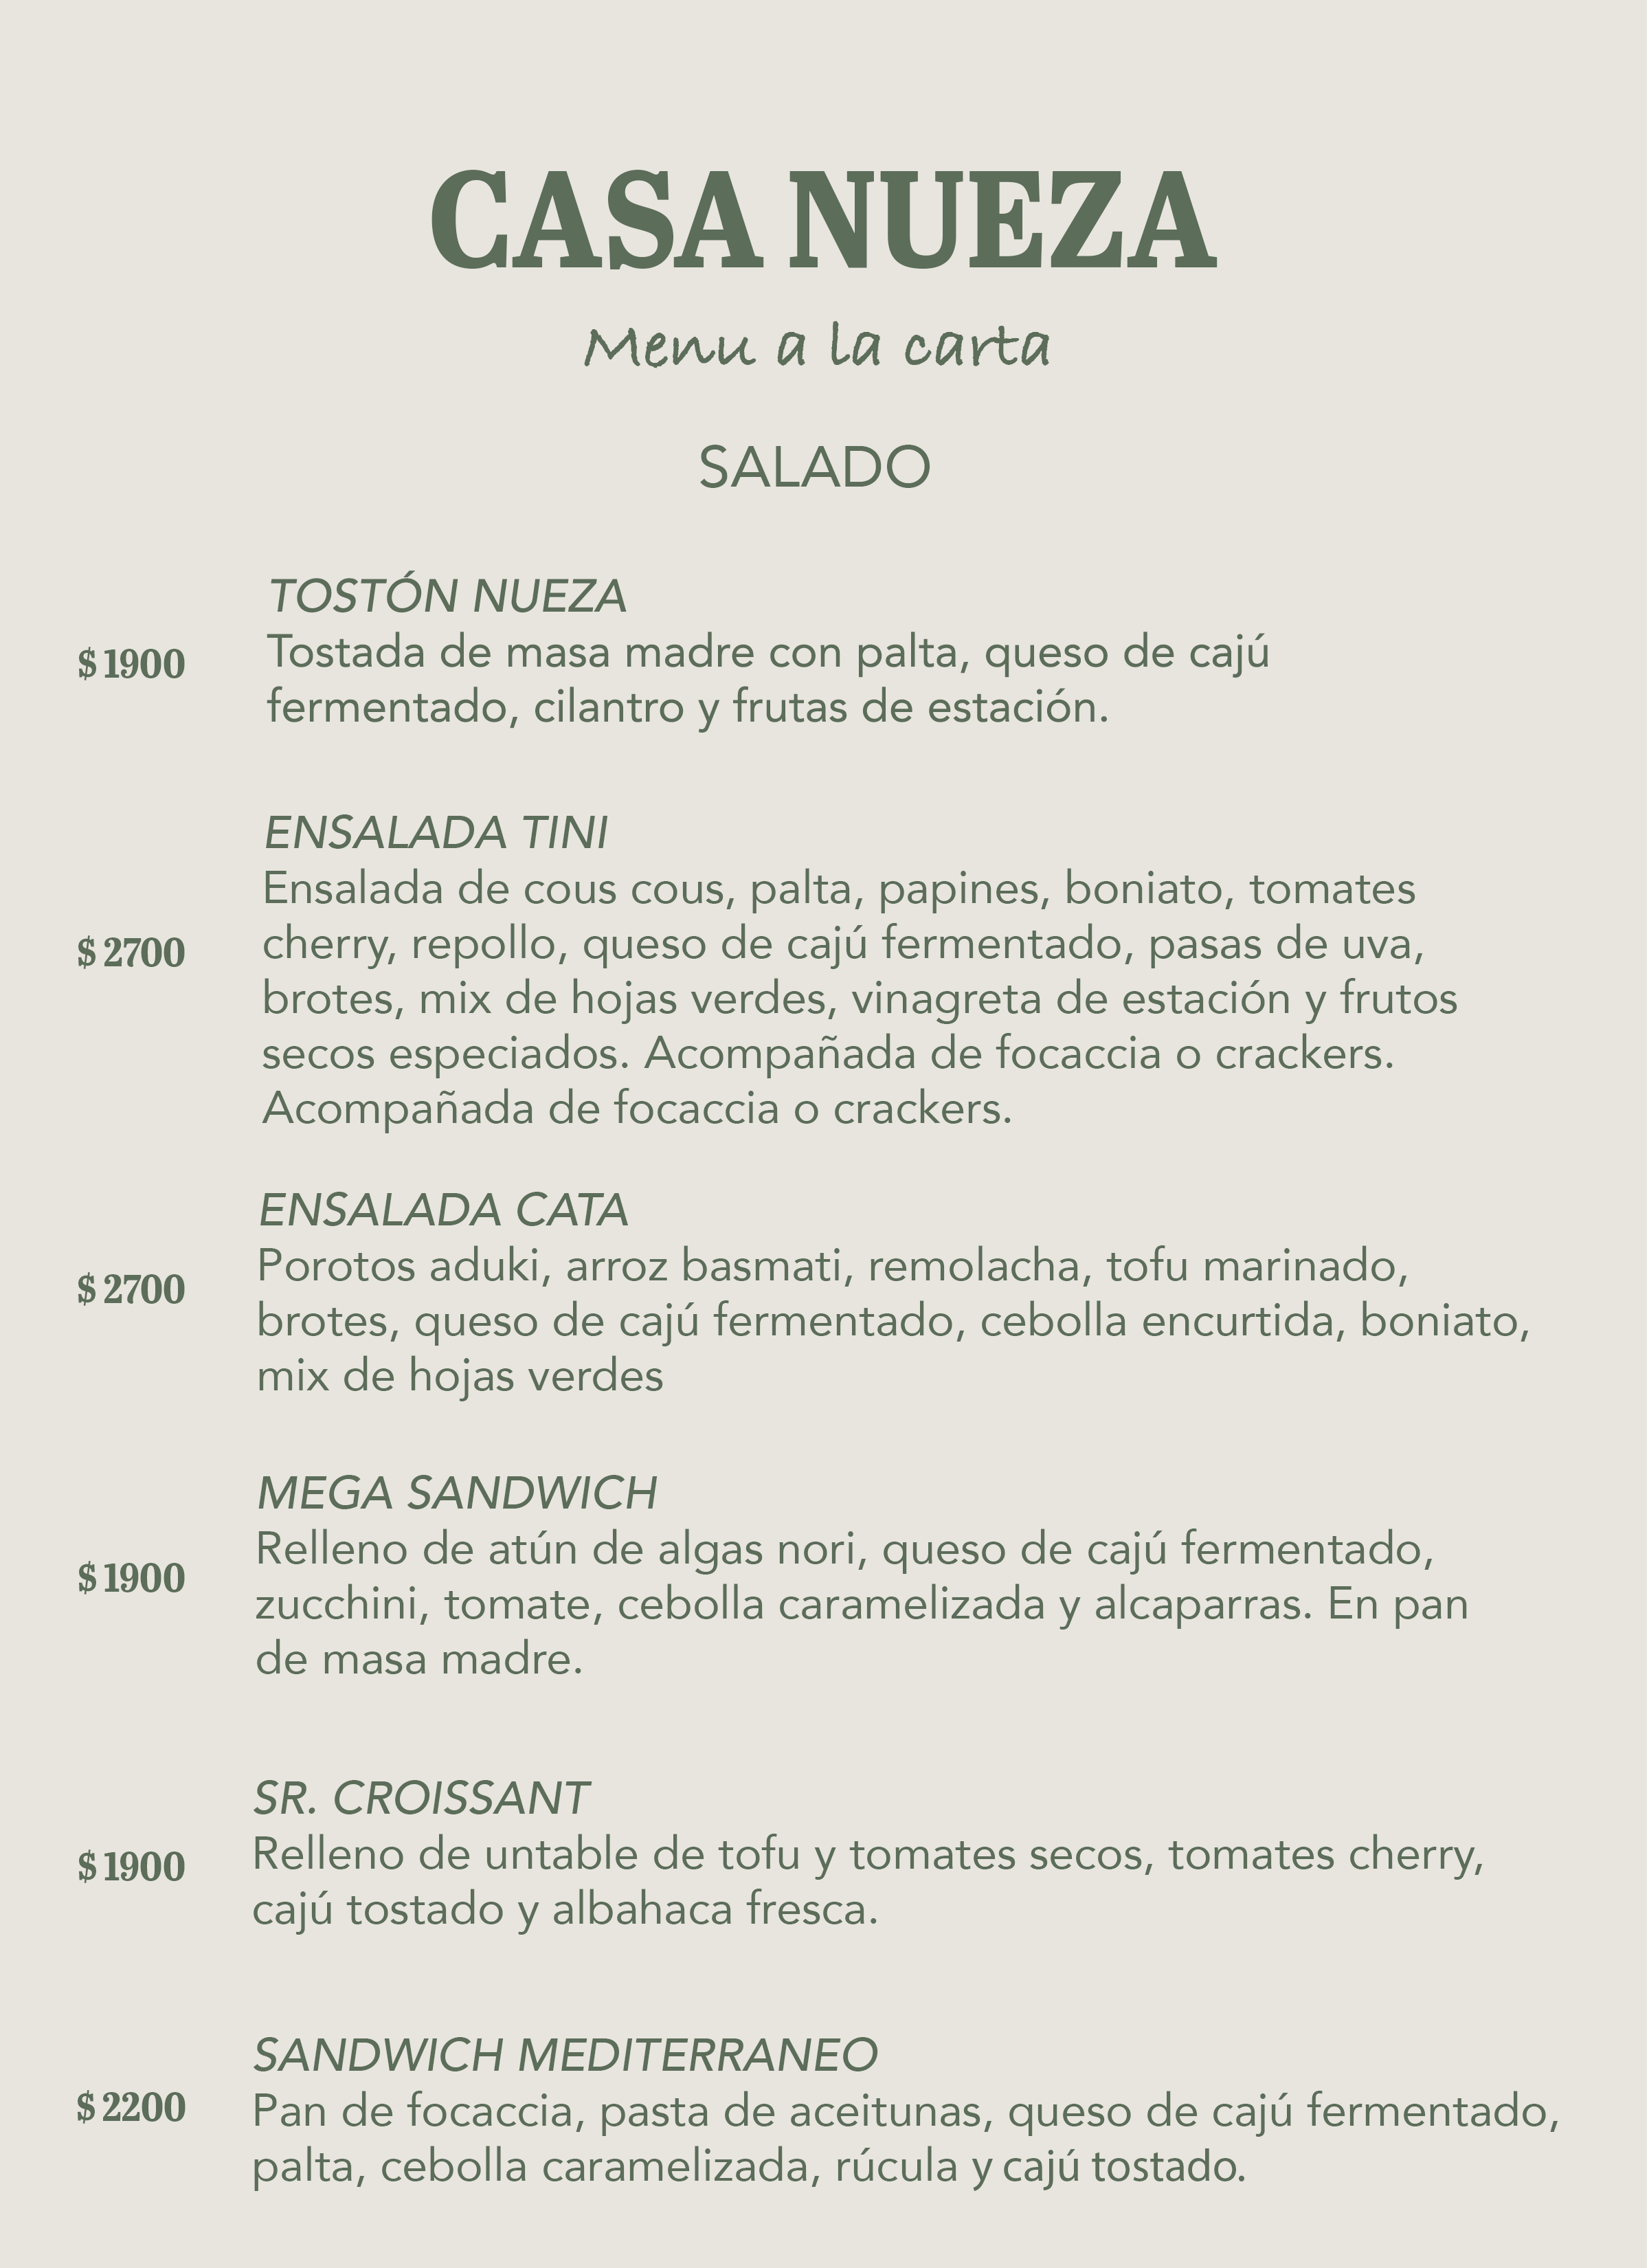 CASA NUEZA
Menu a la carta
SALADO
TOSTÓN NUEZA
$1900
Tostada de masa madre con palta, queso de cajú
fermentado, cilantro y frutas de estación.
ENSALADA TINI
Ensalada de cous cous, palta, papines, boniato, tomates
$2700
cherry, repollo, queso de cajú fermentado, pasas de uva,
brotes, mix de hojas verdes, vinagreta de estación y frutos
secos especiados. Acompañada de focaccia o crackers.
Acompañada de focaccia o crackers.
ENSALADA CATA
$2700
Porotos aduki, arroz basmati, remolacha, tofu marinado,
brotes, queso de cajú fermentado, cebolla encurtida, boniato,
mix de hojas verdes
MEGA SANDWICH
$1900
Relleno de atún de algas nori, queso de cajú fermentado,
zucchini, tomate, cebolla caramelizada y alcaparras. En pan
de masa madre.
SR. CROISSANT
$1900
Relleno de untable de tofu y tomates secos, tomates cherry,
cajú tostado y albahaca fresca.
SANDWICH MEDITERRANEO
$2200
Pan de focaccia, pasta de aceitunas, queso de cajú fermentado,
palta, cebolla caramelizada, rúcula y cajú tostado.